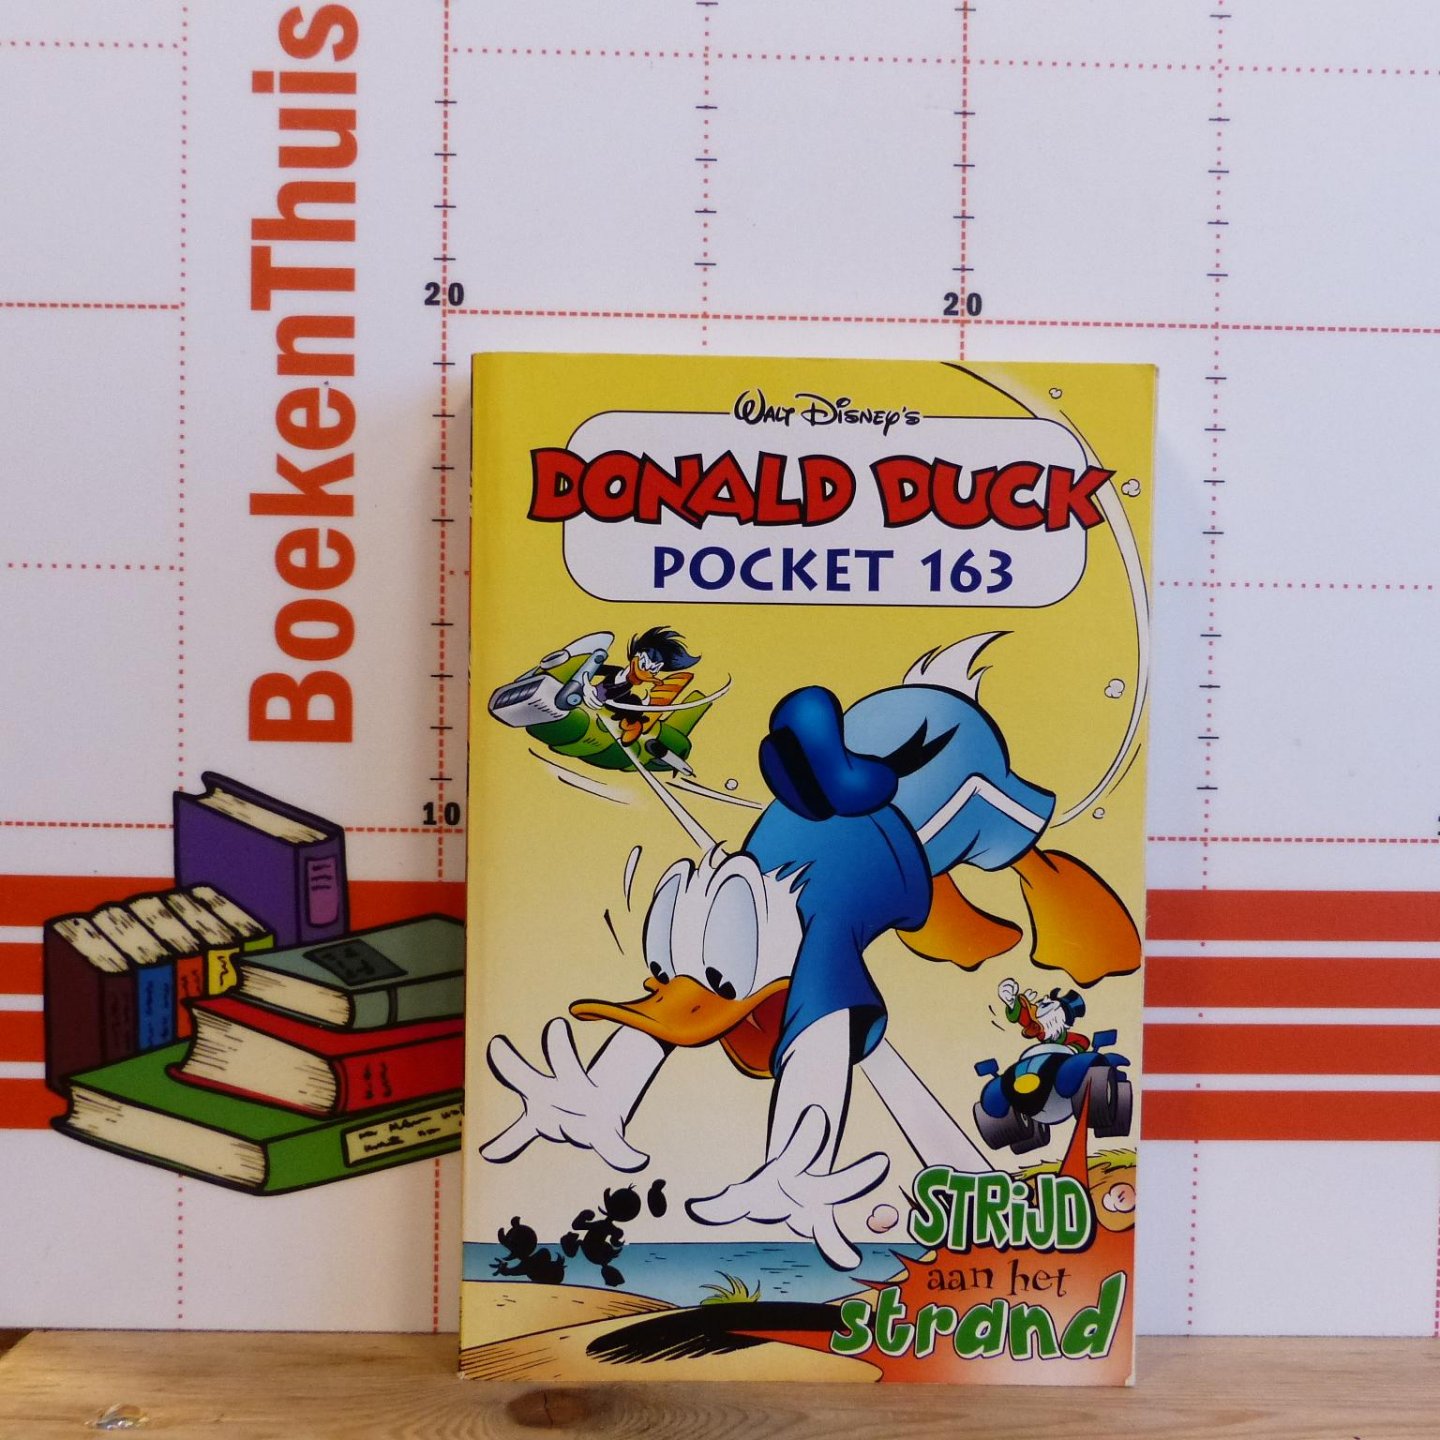 BoekenThuis
20
20
10
WALT DISNEY'S
DONALD DUCK
POCKET 163
STRIJD
aan het
strand